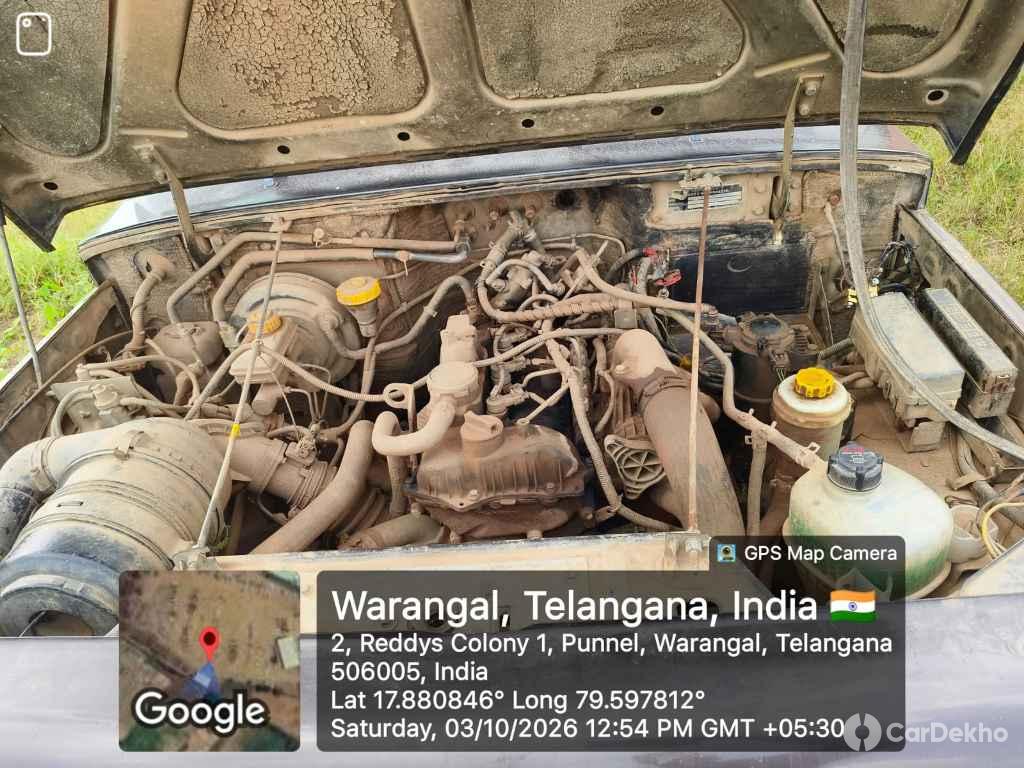 GPS Map Camera
Warangal, Telangana, India
2, Reddys Colony 1, Punnel, Warangal, Telangana
506005, India
Lat 17.880846° Long 79.597812°
Saturday, 03/10/2026 12:54 PM GMT +05:30
Google
CarDekho